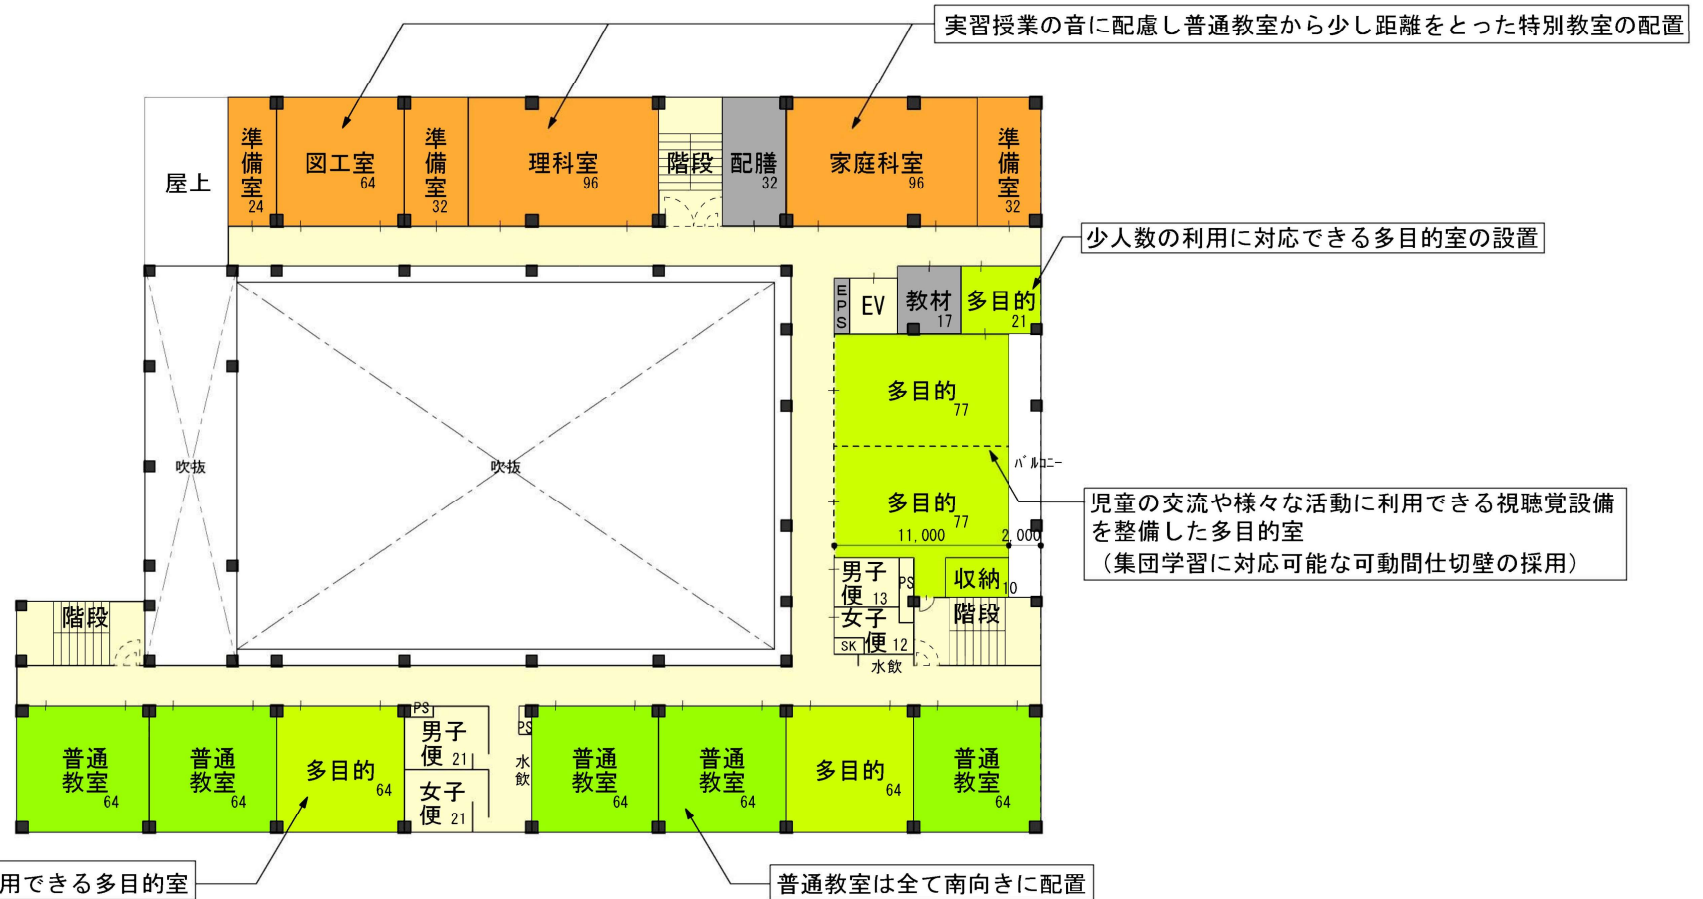 実習授業の音に配慮し普通教室から少し距離をとった特別教室の配置
屋上
準備室
24
図工室
64
準備室
32
理科室
96
階段
配膳
32
家庭科室
96
準備室
32
少人数の利用に対応できる多目的室の設置
EPS
EV
教材
17
多目的
21
多目的
77
吹抜
吹抜
バルコニー
多目的
77
児童の交流や様々な活動に利用できる視聴覚設備
を整備した多目的室
（集団学習に対応可能な可動間仕切壁の採用）
11,000
2,000
男子
便 13
PS
収納
10
女子
便 12
SK
水飲
階段
階段
普通
教室
64
普通
教室
64
多目的
64
PS
男子
便 21
女子
便 21
PS
水飲
普通
教室
64
普通
教室
64
多目的
64
普通
教室
64
用できる多目的室
普通教室は全て南向きに配置